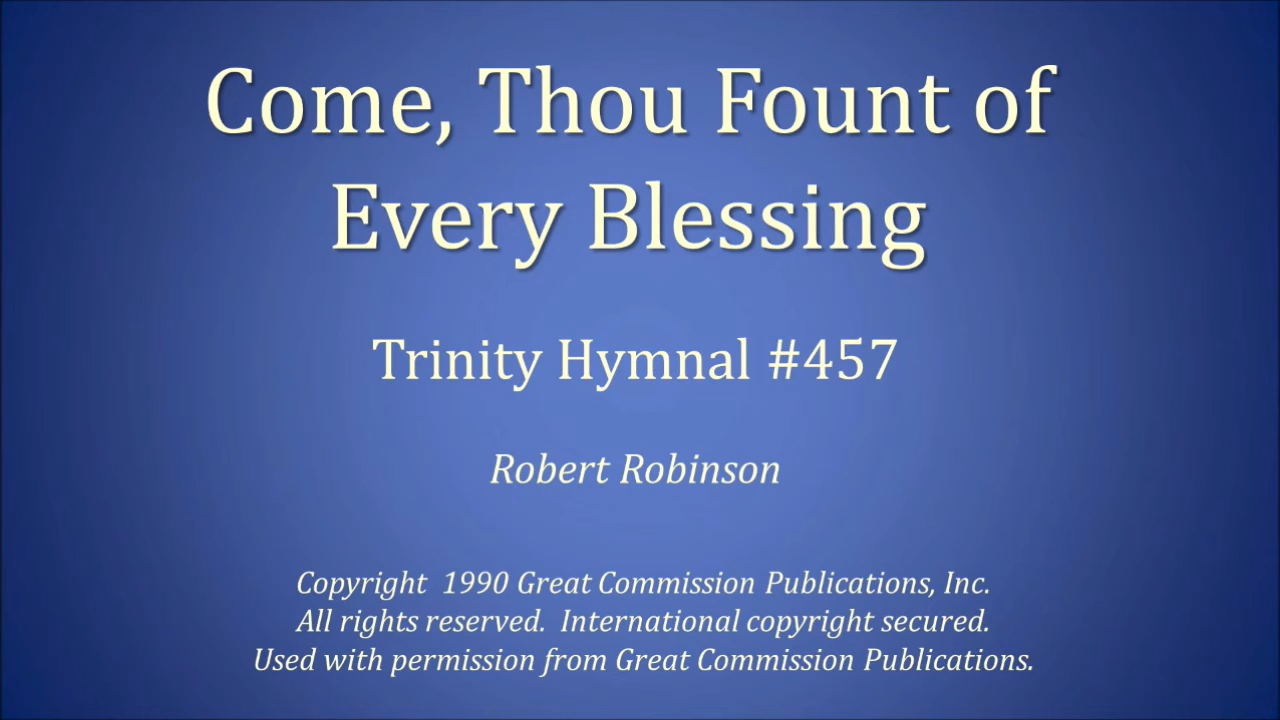 Come, Thou Fount of
Every Blessing
Trinity Hymnal #457
Robert Robinson
Copyright  1990 Great Commission Publications, Inc.
All rights reserved.  International copyright secured.
Used with permission from Great Commission Publications.